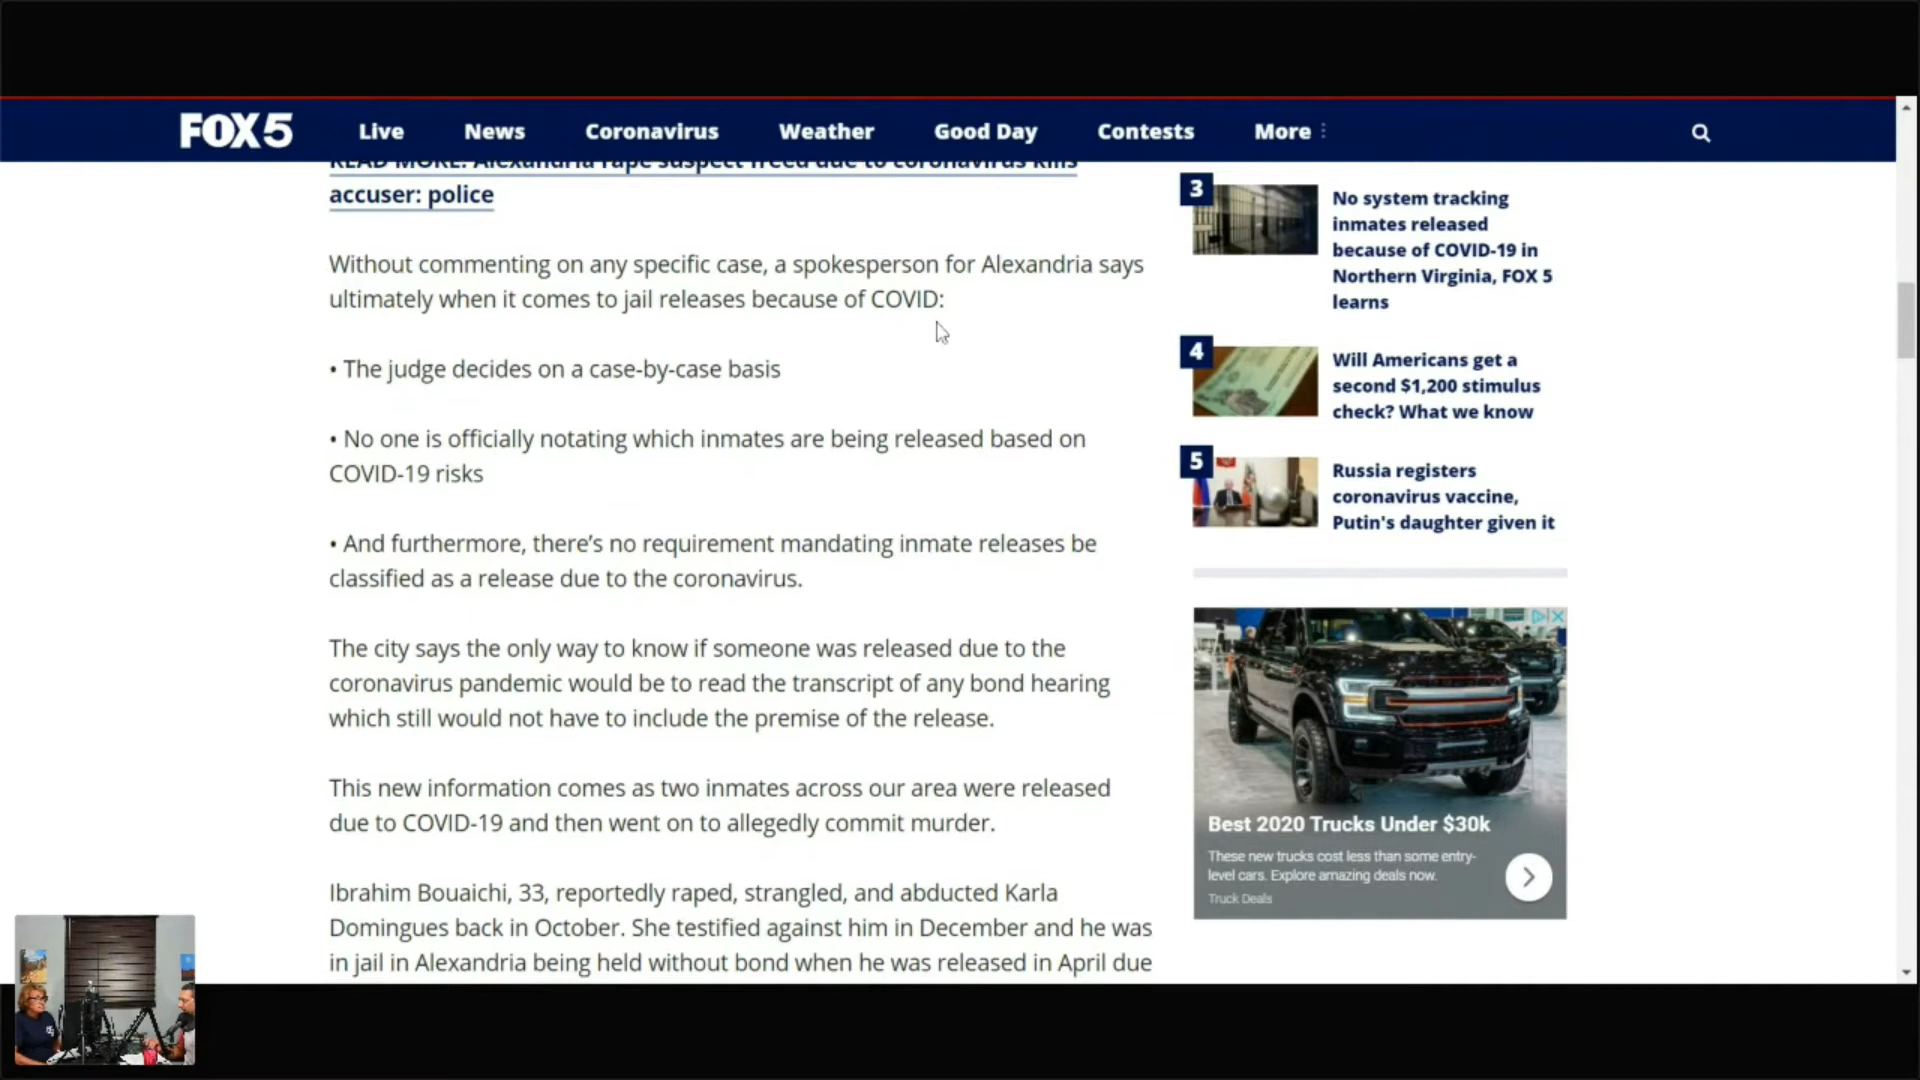 FOX 5 Live News Coronavirus Weather Good Day Contests More
READ MORE: Alexandria rape suspect freed due to coronavirus kills
accuser: police
Without commenting on any specific case, a spokesperson for Alexandria says
ultimately when it comes to jail releases because of COVID:
• The judge decides on a case-by-case basis
• No one is officially notating which inmates are being released based on
COVID-19 risks
• And furthermore, there’s no requirement mandating inmate releases be
classified as a release due to the coronavirus.
The city says the only way to know if someone was released due to the
coronavirus pandemic would be to read the transcript of any bond hearing
which still would not have to include the premise of the release.
This new information comes as two inmates across our area were released
due to COVID-19 and then went on to allegedly commit murder.
Ibrahim Bouaichi, 33, reportedly raped, strangled, and abducted Karla
Domingues back in October. She testified against him in December and he was
in jail in Alexandria being held without bond when he was released in April due
3
No system tracking
inmates released
because of COVID-19 in
Northern Virginia, FOX 5
learns
4
Will Americans get a
second $1,200 stimulus
check? What we know
5
Russia registers
coronavirus vaccine,
Putin's daughter given it
Best 2020 Trucks Under $30k
These new trucks cost less than some entry-
level cars. Explore amazing deals now.
Truck Deals